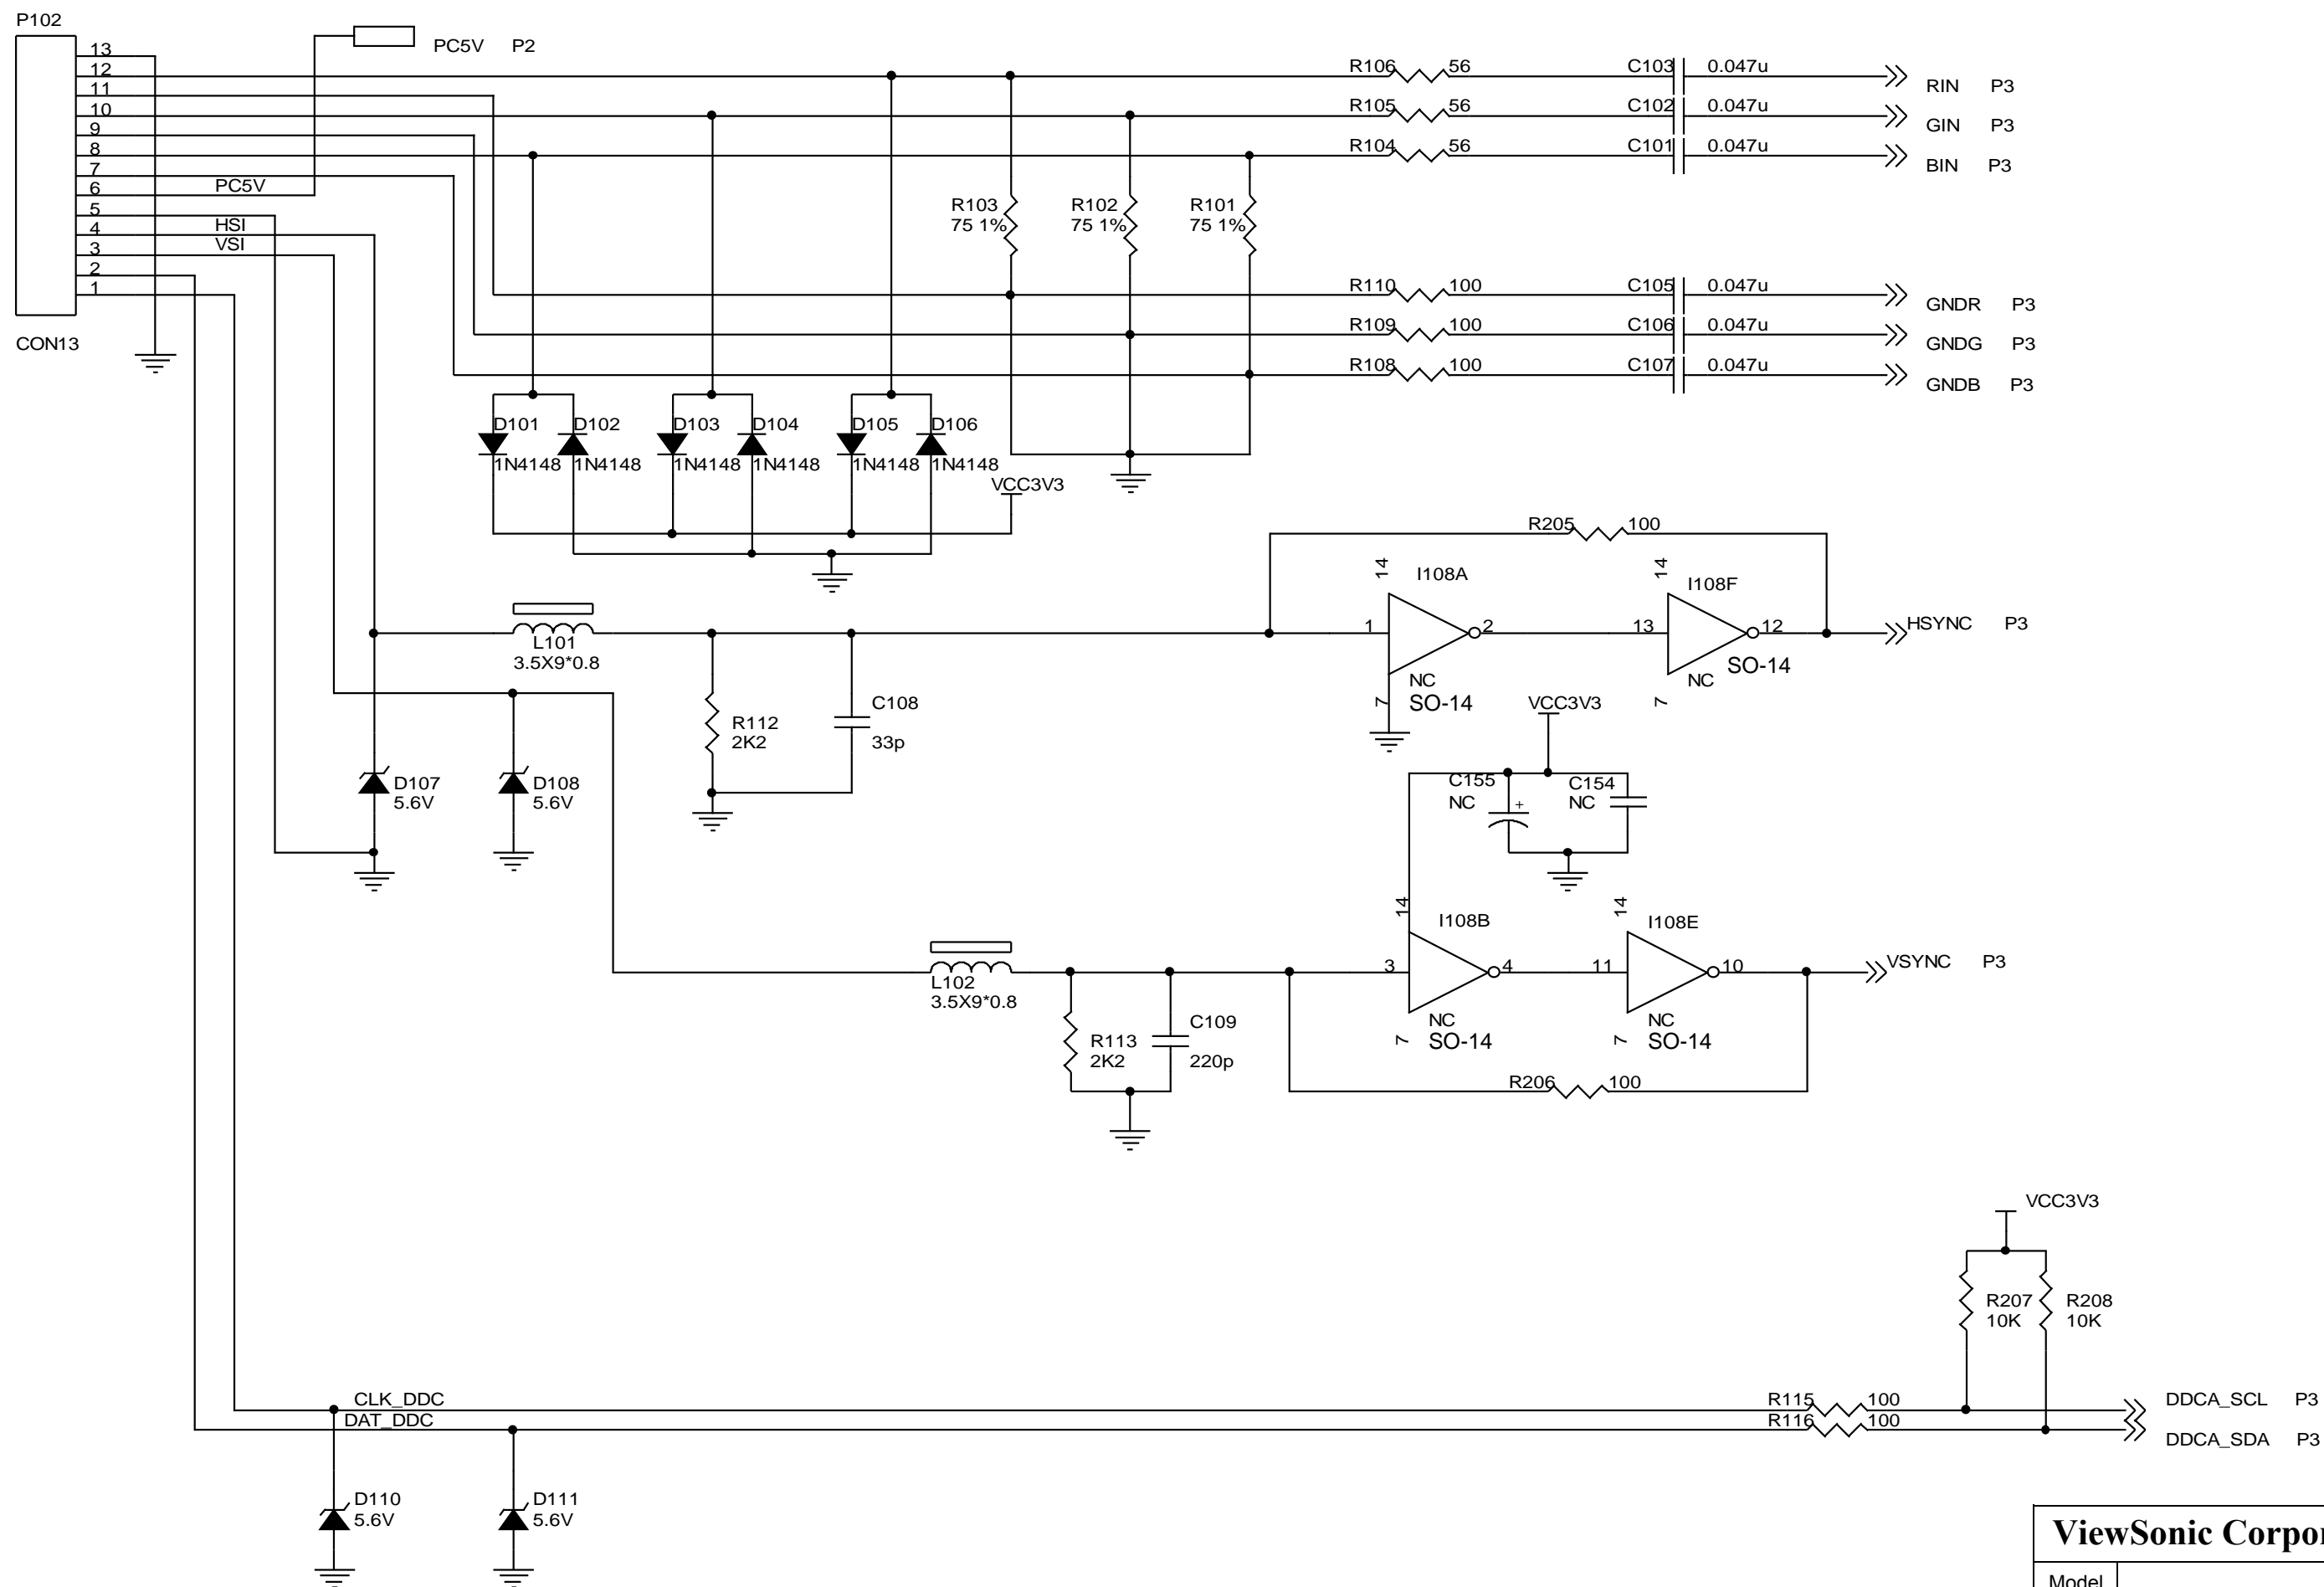 P102
PC5V P2
13
12
11
10
9
8
7
6
5
4
3
2
1
PC5V
HSI
VSI
CON13
R106 56 C103 0.047u RIN P3
R105 56 C102 0.047u GIN P3
R104 56 C101 0.047u BIN P3
R103 75 1%
R102 75 1%
R101 75 1%
R110 100 C105 0.047u GNDR P3
R109 100 C106 0.047u GNDG P3
R108 100 C107 0.047u GNDB P3
D101 D102 D103 D104 D105 D106
1N4148 1N4148 1N4148 1N4148 1N4148 1N4148
VCC3V3
R205 100
14 I108A 14 I108F
1 2 13 12 HSYNC P3
NC SO-14 7
NC SO-14 7
L101
3.5X9*0.8
R112
2K2
C108
33p
D107
5.6V
D108
5.6V
VCC3V3
C155
NC
+
C154
NC
14 I108B 14 I108E
3 4 11 10 VSYNC P3
L102
3.5X9*0.8
R113
2K2
C109
220p
7 NC SO-14
7 NC SO-14
R206 100
VCC3V3
R207
10K
R208
10K
CLK_DDC R115 100 DDCA_SCL P3
DAT_DDC R116 100 DDCA_SDA P3
D110
5.6V
D111
5.6V
ViewSonic
Model